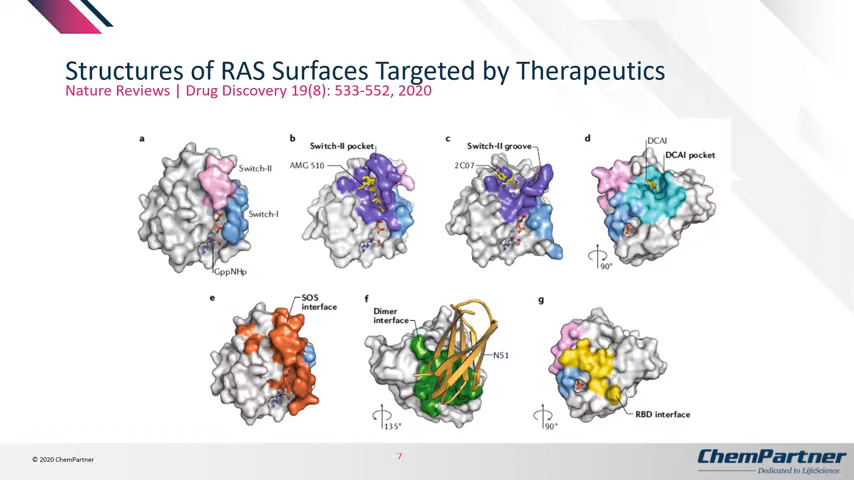 Structures of RAS Surfaces Targeted by Therapeutics
Nature Reviews | Drug Discovery 19(8): 533-552, 2020
a
Switch-II
Switch-I
GppNHp
b
Switch-II pocket
AMG 510
c
Switch-II groove
2C07
d
DCAI
DCAI pocket
90°
e
SOS
interface
f
Dimer
interface
NS1
135°
g
90°
RBD interface
© 2020 ChemPartner
7
ChemPartner
Dedicated to LifeScience